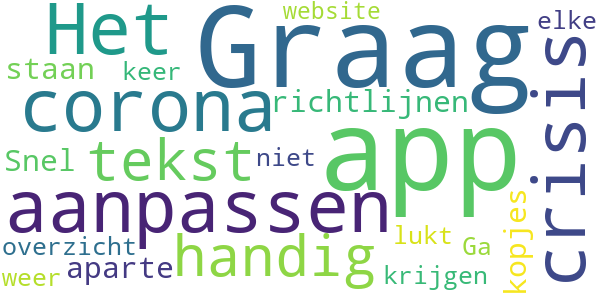 Het
Graag
website
elke
staan
keer
corona
richtlijnen
crisis
app
Snel
tekst
niet
aanpassen
kopjes
overzicht
handig
lukt
Ga
weer
aparte
krijgen